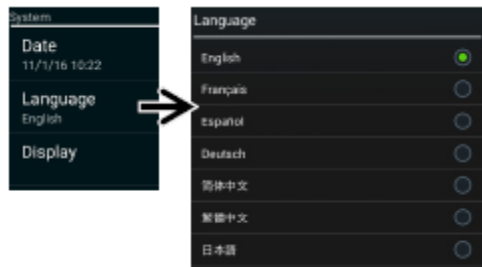 System
Date
11/1/16 10:22
Language
English
Display
Language
English
Français
Español
Deutsch
简体中文
繁體中文
日本語